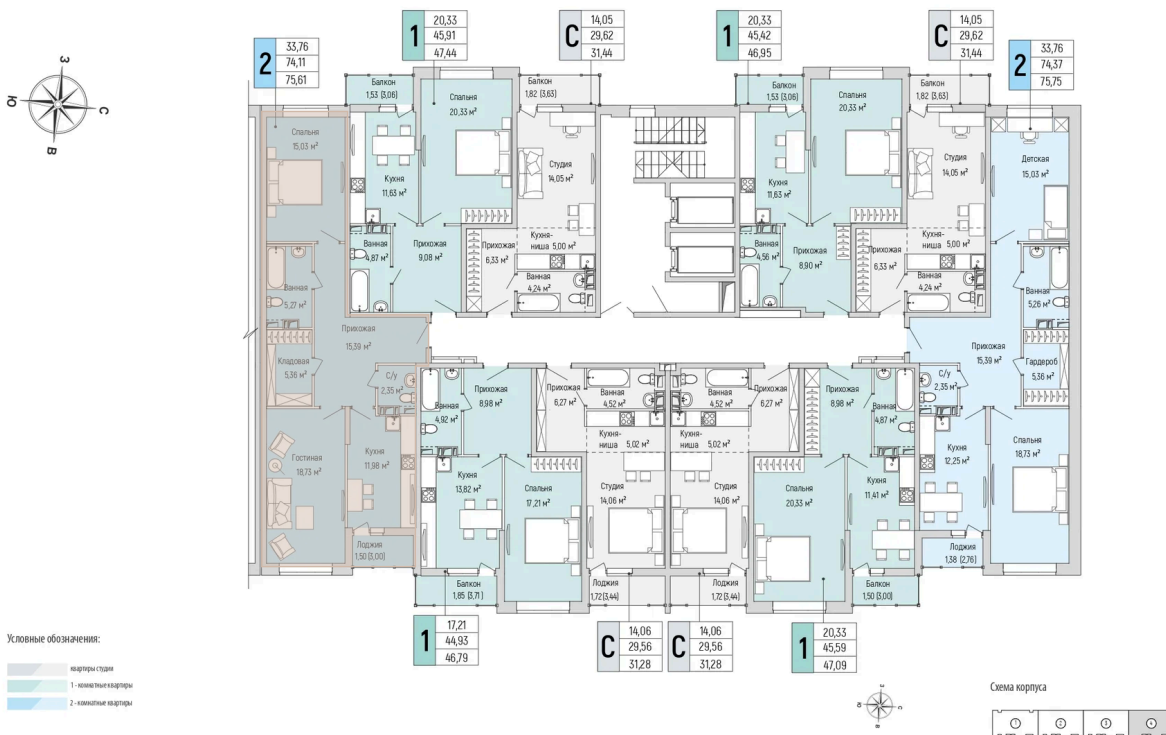 20,33
45,91
47,44
1
14,05
29,62
31,44
С
20,33
45,42
46,95
1
14,05
29,62
31,44
С
33,76
74,11
75,61
2
33,76
74,37
75,75
2
З
Ю
С
В
Балкон
1,53 (3,06)
Спальня
20,33 м²
Балкон
1,82 (3,63)
Балкон
1,53 (3,06)
Спальня
20,33 м²
Балкон
1,82 (3,63)
Спальня
15,03 м²
Кухня
11,63 м²
Студия
14,05 м²
Кухня
11,63 м²
Студия
14,05 м²
Детская
15,03 м²
Ванная
4,87 м²
Прихожая
9,08 м²
Прихожая
6,33 м²
Кухня-
ниша 5,00 м²
Ванная
4,24 м²
Ванная
4,56 м²
Прихожая
8,90 м²
Прихожая
6,33 м²
Кухня-
ниша 5,00 м²
Ванная
4,24 м²
Ванная
5,27 м²
Ванная
5,26 м²
Прихожая
15,39 м²
Прихожая
15,39 м²
Кладовая
5,36 м²
С/у
2,35 м²
Гардероб
5,36 м²
С/у
2,35 м²
Ванная
4,92 м²
Прихожая
8,98 м²
Прихожая
6,27 м²
Ванная
4,52 м²
Ванная
4,52 м²
Прихожая
6,27 м²
Прихожая
8,98 м²
Ванная
4,87 м²
Гостиная
18,73 м²
Кухня
11,98 м²
Кухня
13,82 м²
Спальня
17,21 м²
Кухня-
ниша 5,02 м²
Студия
14,06 м²
Кухня-
ниша 5,02 м²
Студия
14,06 м²
Спальня
20,33 м²
Кухня
11,41 м²
Кухня
12,25 м²
Спальня
18,73 м²
Лоджия
1,50 (3,00)
Балкон
1,85 (3,71)
Лоджия
1,72 (3,44)
Лоджия
1,72 (3,44)
Балкон
1,50 (3,00)
Лоджия
1,38 (2,76)
1
17,21
44,93
46,79
С
14,06
29,56
31,28
С
14,06
29,56
31,28
1
20,33
45,59
47,09
Условные обозначения:
квартиры студии
1 - комнатные квартиры
2 - комнатные квартиры
З
Ю
С
В
Схема корпуса
1
2
3
4